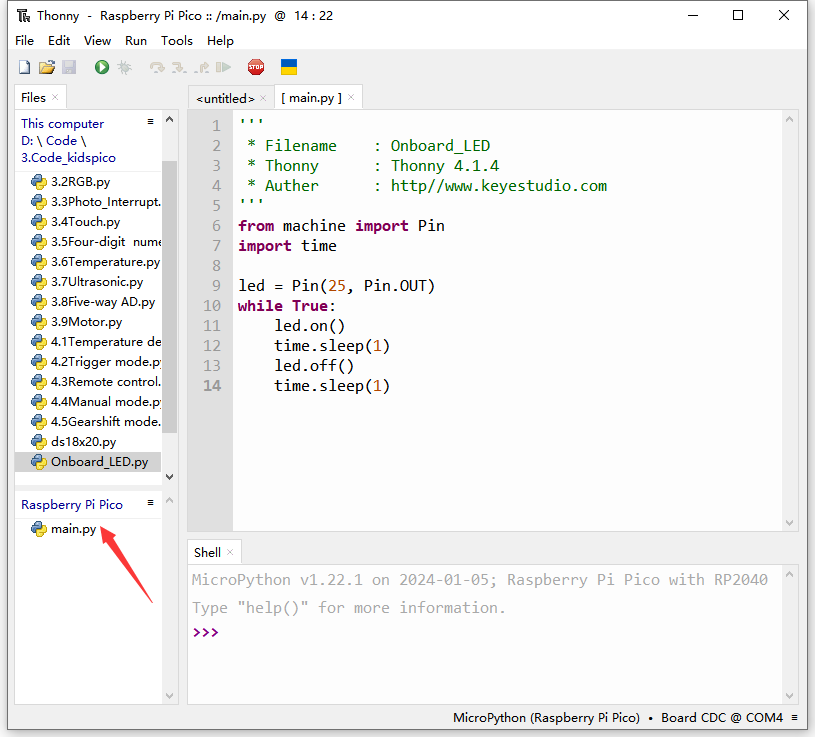 Thonny - Raspberry Pi Pico :: /main.py @ 14 : 22
File Edit View Run Tools Help
STOP
Files ×
This computer
D: \ Code \
3.Code_kidspico
3.2RGB.py
3.3Photo_Interrupt.
3.4Touch.py
3.5Four-digit nume
3.6Temperature.py
3.7Ultrasonic.py
3.8Five-way AD.py
3.9Motor.py
4.1Temperature de
4.2Trigger mode.py
4.3Remote control.
4.4Manual mode.py
4.5Gearshift mode.
ds18x20.py
Onboard_LED.py
Raspberry Pi Pico
main.py
<untitled> × [ main.py ] ×
1 '''
2  * Filename    : Onboard_LED
3  * Thonny      : Thonny 4.1.4
4  * Auther      : http//www.keyestudio.com
5 '''
6 from machine import Pin
7 import time
8
9 led = Pin(25, Pin.OUT)
10 while True:
11     led.on()
12     time.sleep(1)
13     led.off()
14     time.sleep(1)
Shell ×
MicroPython v1.22.1 on 2024-01-05; Raspberry Pi Pico with RP2040
Type "help()" for more information.
>>>
MicroPython (Raspberry Pi Pico) • Board CDC @ COM4 ≡